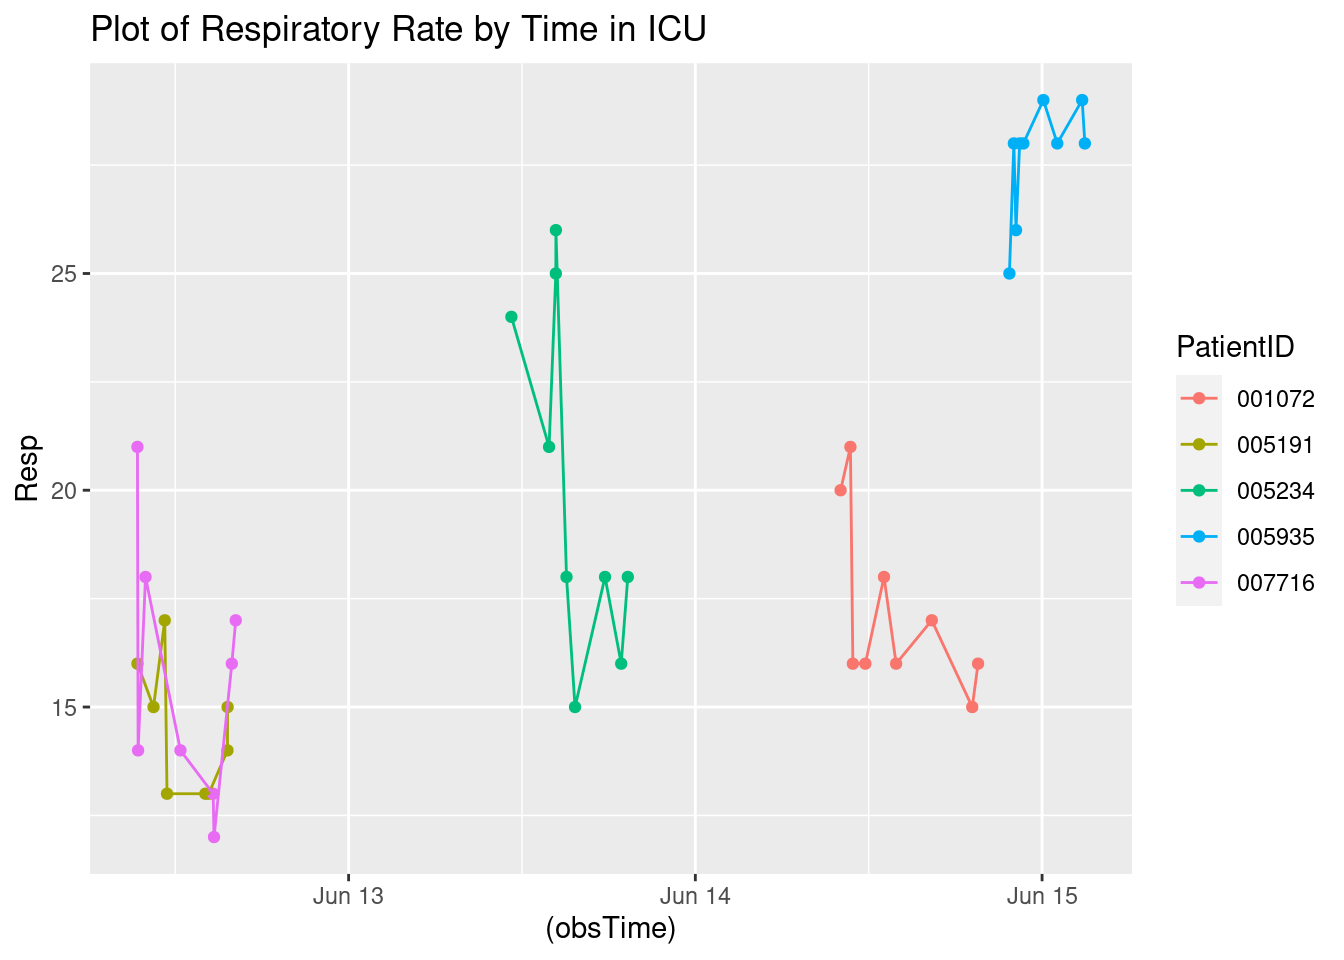 Plot of Respiratory Rate by Time in ICU
Resp
25
20
15
Jun 13
Jun 14
Jun 15
(obsTime)
PatientID
001072
005191
005234
005935
007716